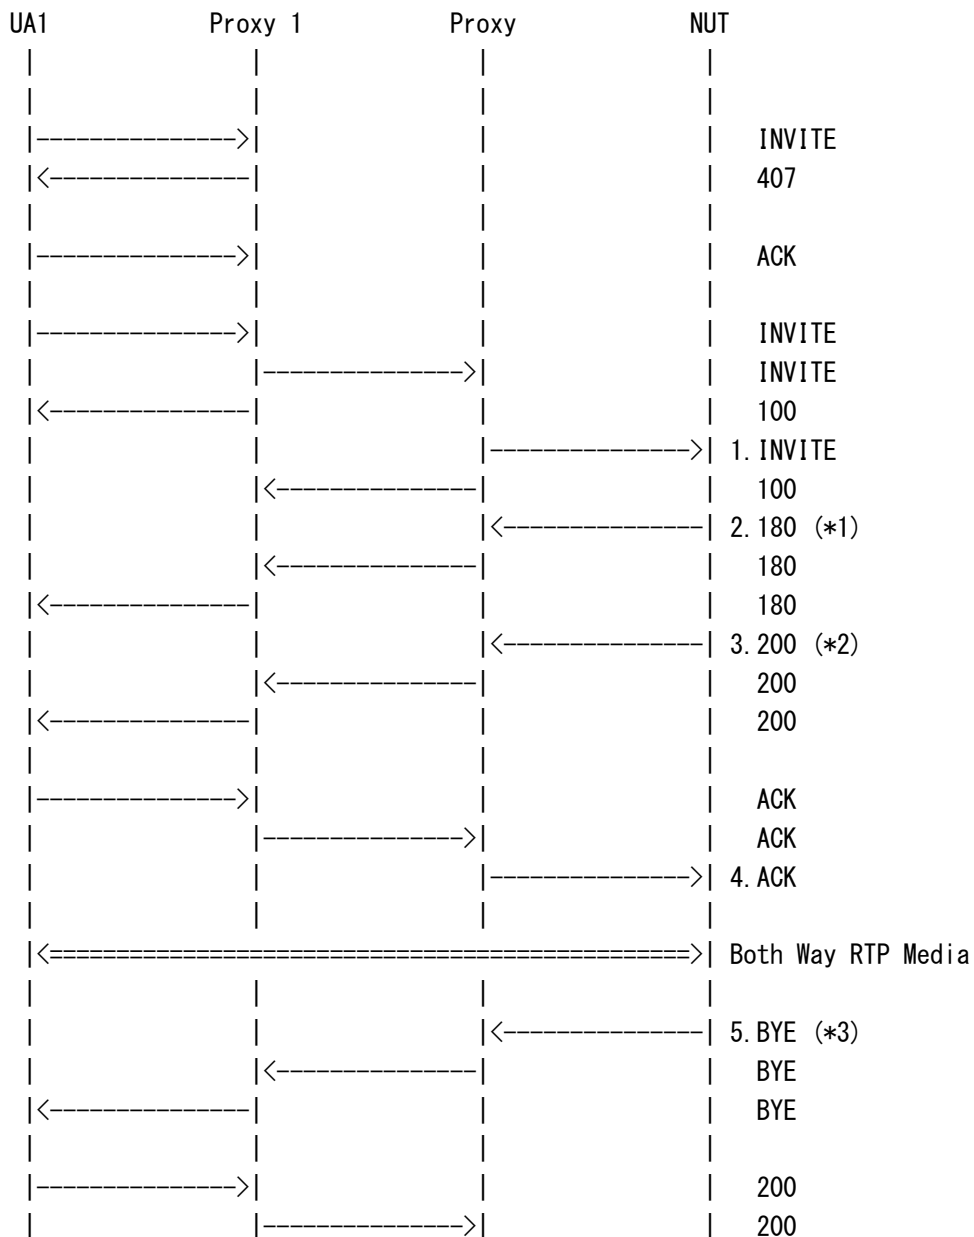 UA1 Proxy 1 Proxy NUT
| | | |
| | | |
|--------------->| | | INVITE
|<---------------| | | 407
| | | |
|--------------->| | | ACK
| | | |
|--------------->| | | INVITE
| |--------------->| | INVITE
|<---------------| | | 100
| | |--------------->| 1.INVITE
| |<---------------| | 100
| | |<---------------| 2.180 (*1)
| |<---------------| | 180
|<---------------| | | 180
| | |<---------------| 3.200 (*2)
| |<---------------| | 200
|<---------------| | | 200
| | | |
|--------------->| | | ACK
| |--------------->| | ACK
| | |--------------->| 4.ACK
| | | |
|<================================================>| Both Way RTP Media
| | | |
| | |<---------------| 5.BYE (*3)
| |<---------------| | BYE
|<---------------| | | BYE
| | | |
|--------------->| | | 200
| |--------------->| | 200